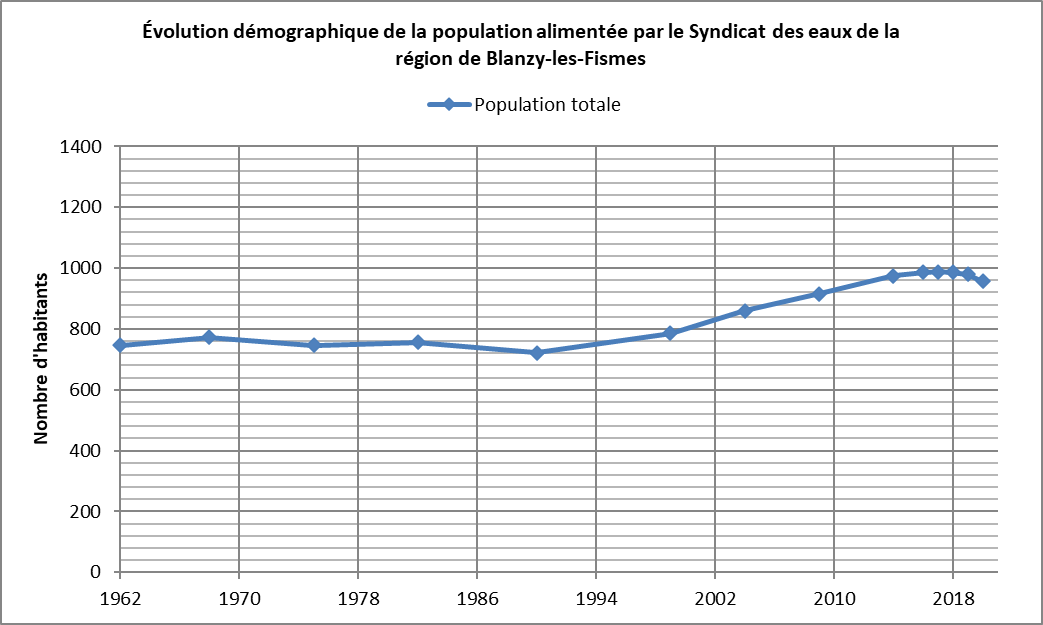 Évolution démographique de la population alimentée par le Syndicat des eaux de la
région de Blanzy-les-Fismes
Population totale
Nombre d'habitants
1400
1200
1000
800
600
400
200
0
1962 1970 1978 1986 1994 2002 2010 2018